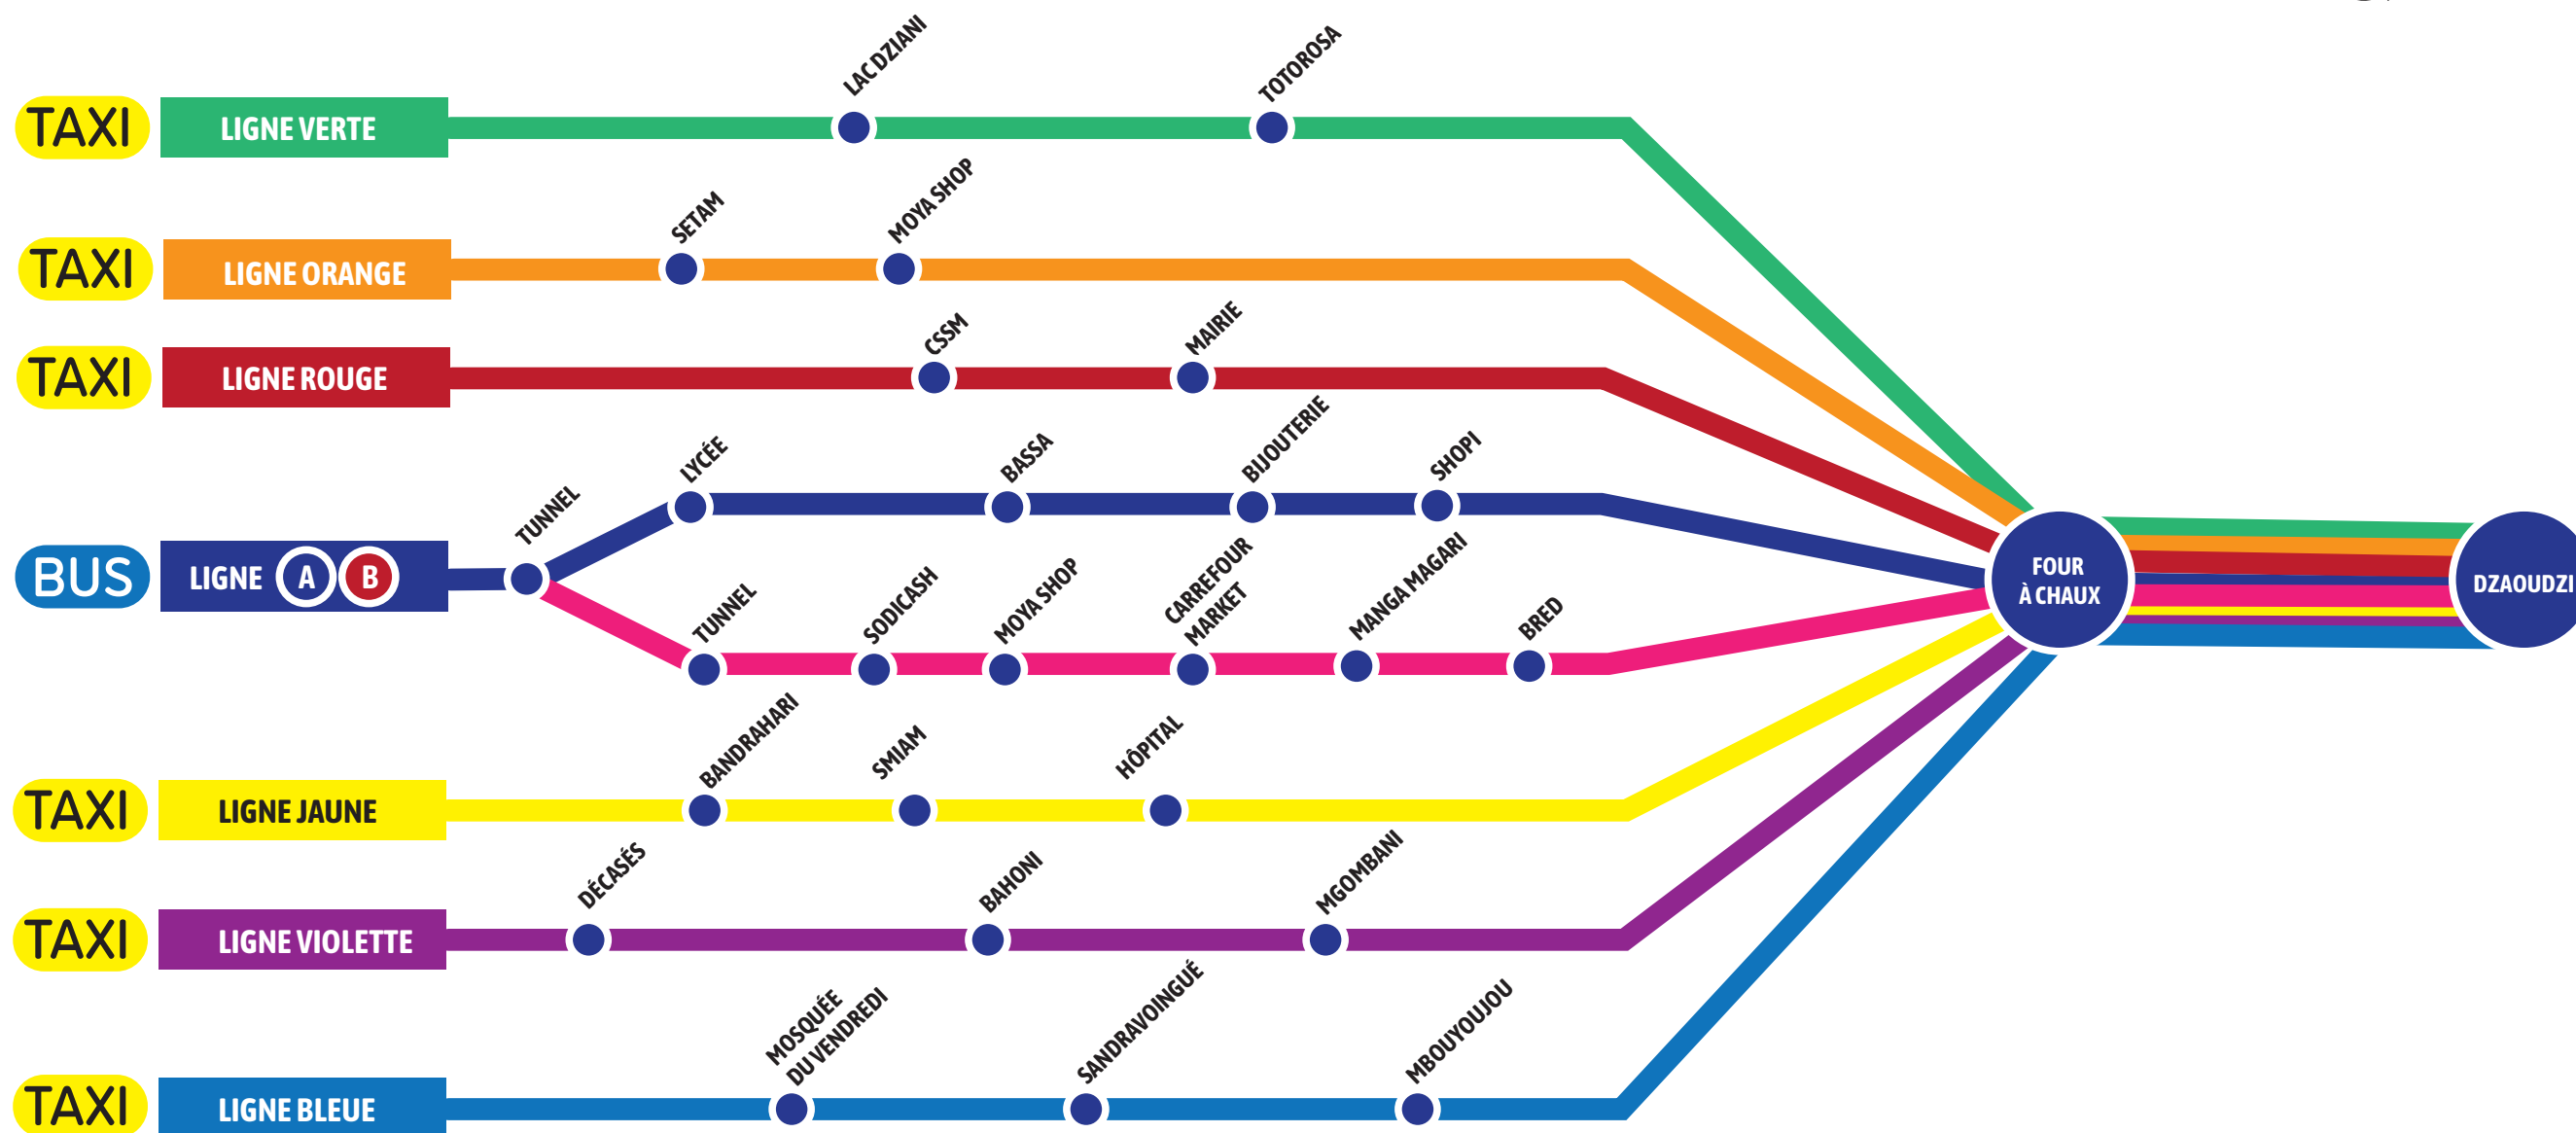 LAC DZIANI
TOTOROSA
TAXI
LIGNE VERTE
SETAM
MOYA SHOP
TAXI
LIGNE ORANGE
CSSM
MAIRIE
TAXI
LIGNE ROUGE
LYCÉE
BASSA
BIJOUTERIE
SHOPI
BUS
LIGNE A B
TUNNEL
FOUR
À CHAUX
DZAOUDZI
TUNNEL
SODICASH
MOYA SHOP
CARREFOUR
MARKET
MANGA MAGARI
BRED
BANDRAHARI
SMIAM
HÔPITAL
TAXI
LIGNE JAUNE
DÉCASÉS
BAHONI
MGOMBANI
TAXI
LIGNE VIOLETTE
MOSQUÉE
DU VENDREDI
SANDRAVOINGUÉ
MBOUYOUJOU
TAXI
LIGNE BLEUE